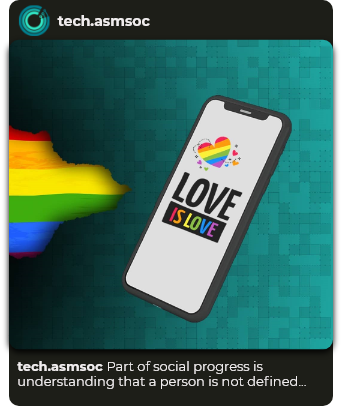 tech.asmsoc
LOVE
IS LOVE
tech.asmsoc Part of social progress is
understanding that a person is not defined...